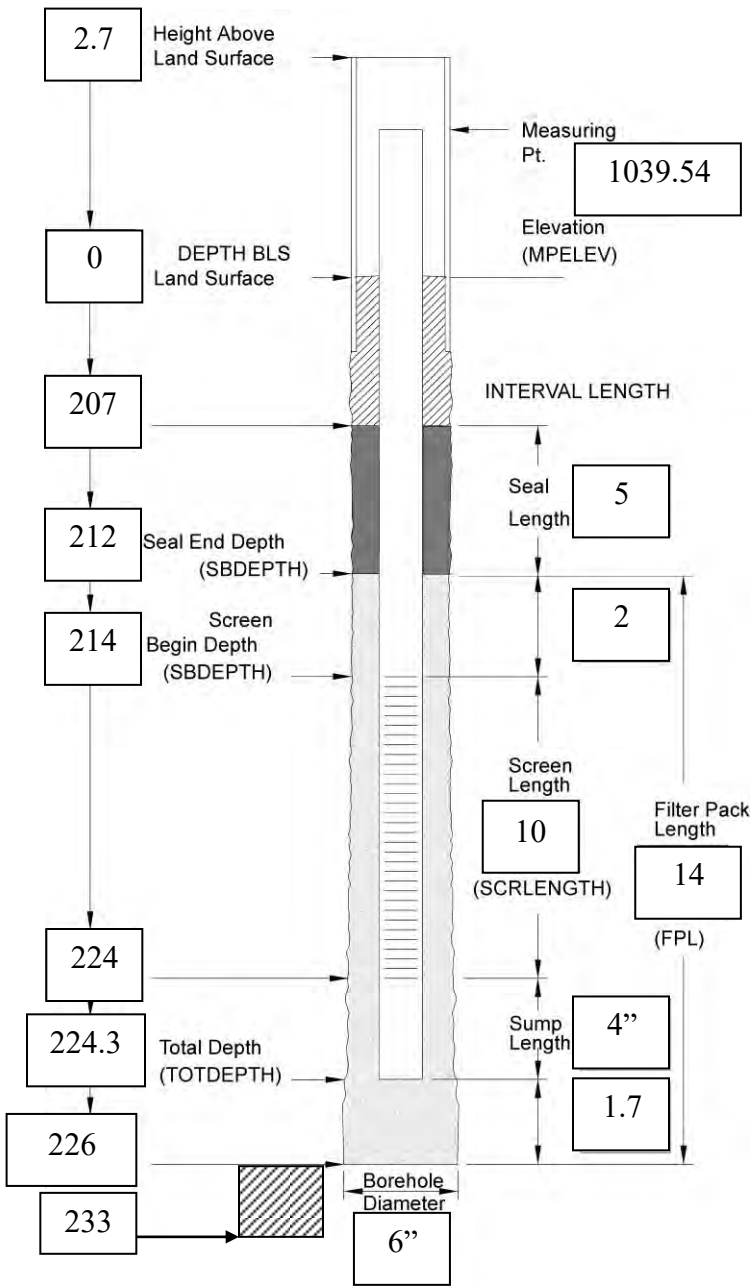 2.7
Height Above
Land Surface
Measuring
Pt.
1039.54
Elevation
(MPELEV)
0
DEPTH BLS
Land Surface
207
INTERVAL LENGTH
Seal
Length
5
212
Seal End Depth
(SBDEPTH)
2
214
Screen
Begin Depth
(SBDEPTH)
Screen
Length
10
(SCRLENGTH)
Filter Pack
Length
14
(FPL)
224
224.3
Total Depth
(TOTDEPTH)
Sump
Length
4”
1.7
226
233
Borehole
Diameter
6”